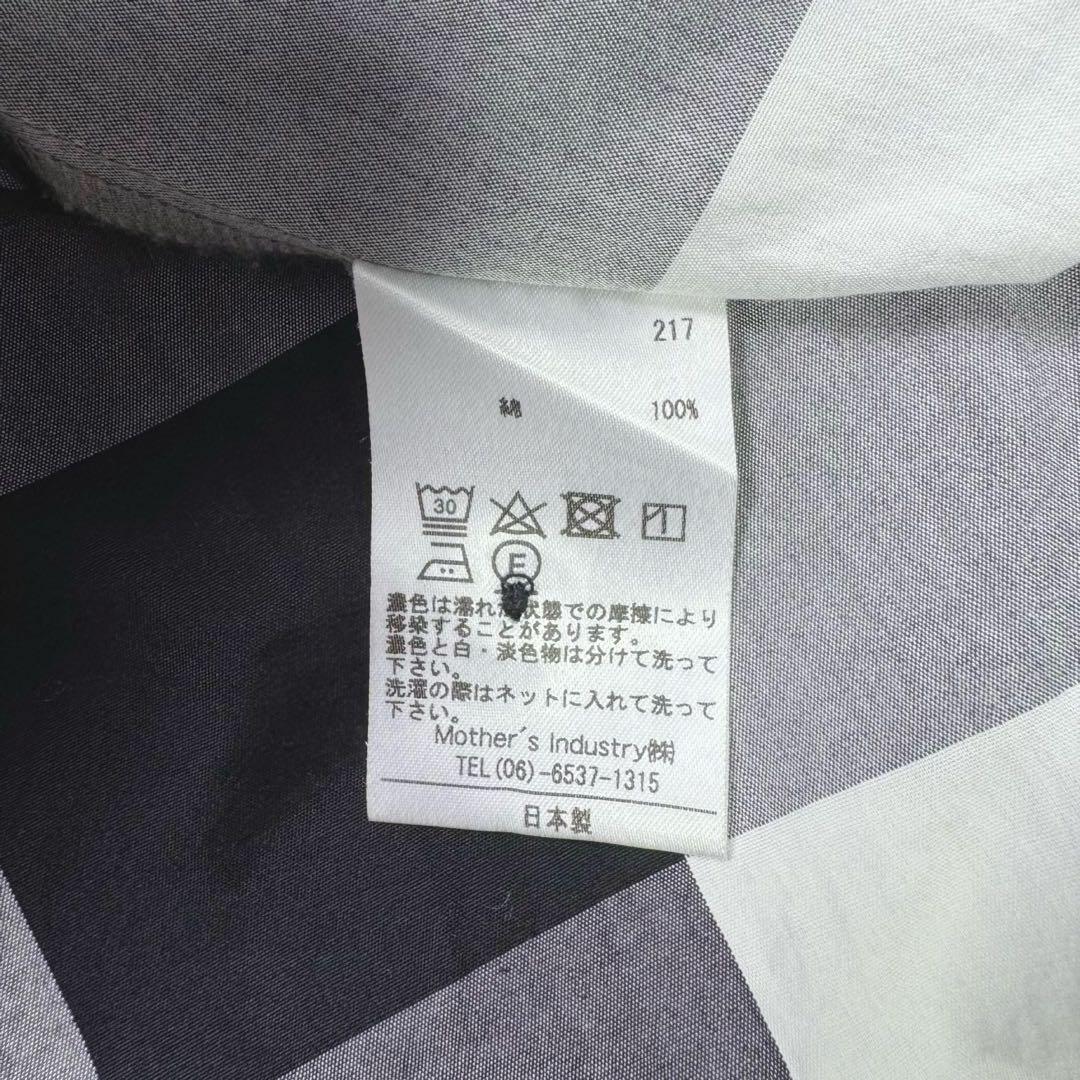 217
綿 100%
30
F
濃色は濡れた状態での摩擦により
移染することがあります。
濃色と白・淡色物は分けて洗って
下さい。
洗濯の際はネットに入れて洗って
下さい。
Mother's Industry㈱
TEL(06)-6537-1315
日本製